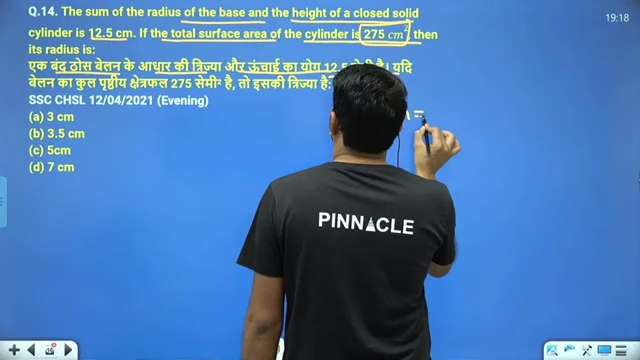 Q.14. The sum of the radius of the base and the height of a closed solid
19:18
cylinder is 12.5 cm. If the total surface area of the cylinder is 275 cm², then
its radius is:
एक बंद ठोस बेलन के आधार की त्रिज्या और ऊंचाई का योग 12.5 है। यदि
बेलन का कुल पृष्ठीय क्षेत्रफल 275 सेमी² है, तो इसकी त्रिज्या है:
SSC CHSL 12/04/2021 (Evening)
(a) 3 cm
(b) 3.5 cm
(c) 5cm
(d) 7 cm
=
PINNACLE